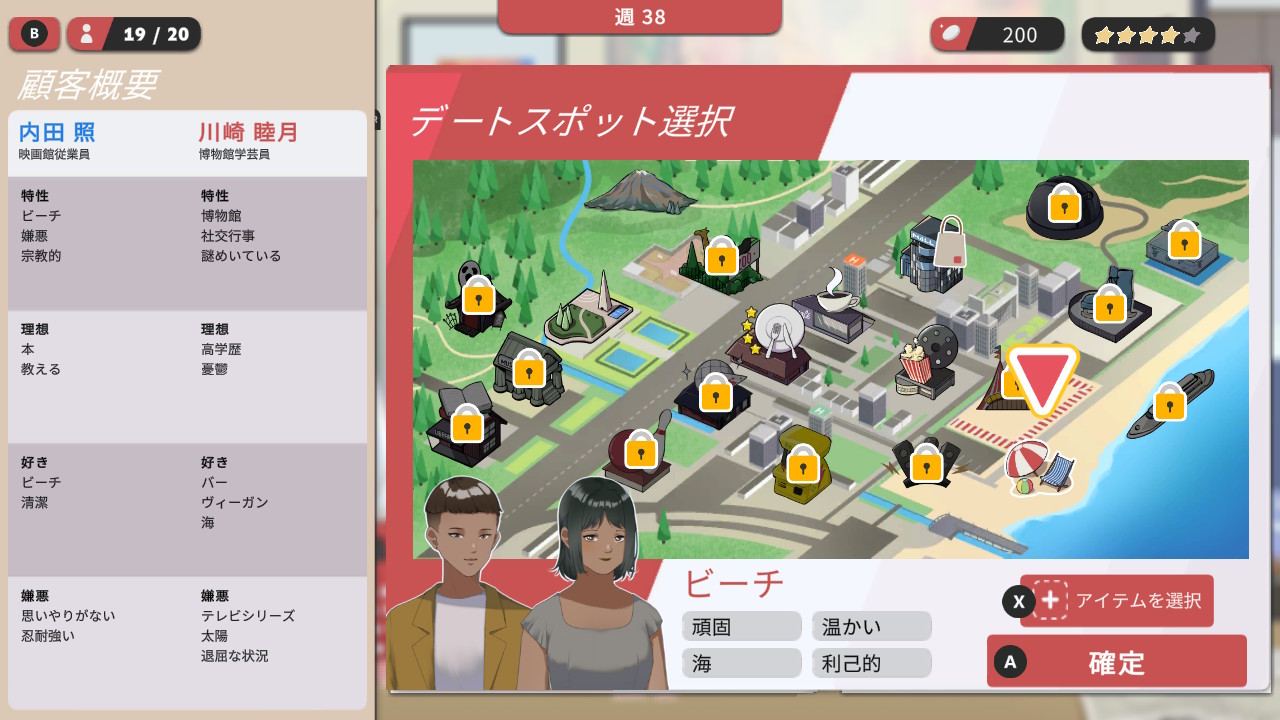 B
19 / 20
週 38
200
顧客概要
デートスポット選択
内田 照
映画館従業員
川崎 睦月
博物館学芸員
特性
ビーチ
嫌悪
宗教的
特性
博物館
社交行事
謎めいている
理想
本
教える
理想
高学歴
憂鬱
好き
ビーチ
清潔
好き
バー
ヴィーガン
海
嫌悪
思いやりがない
忍耐強い
嫌悪
テレビシリーズ
太陽
退屈な状況
MALL
H
H
ビーチ
頑固
温かい
海
利己的
X
アイテムを選択
A
確定